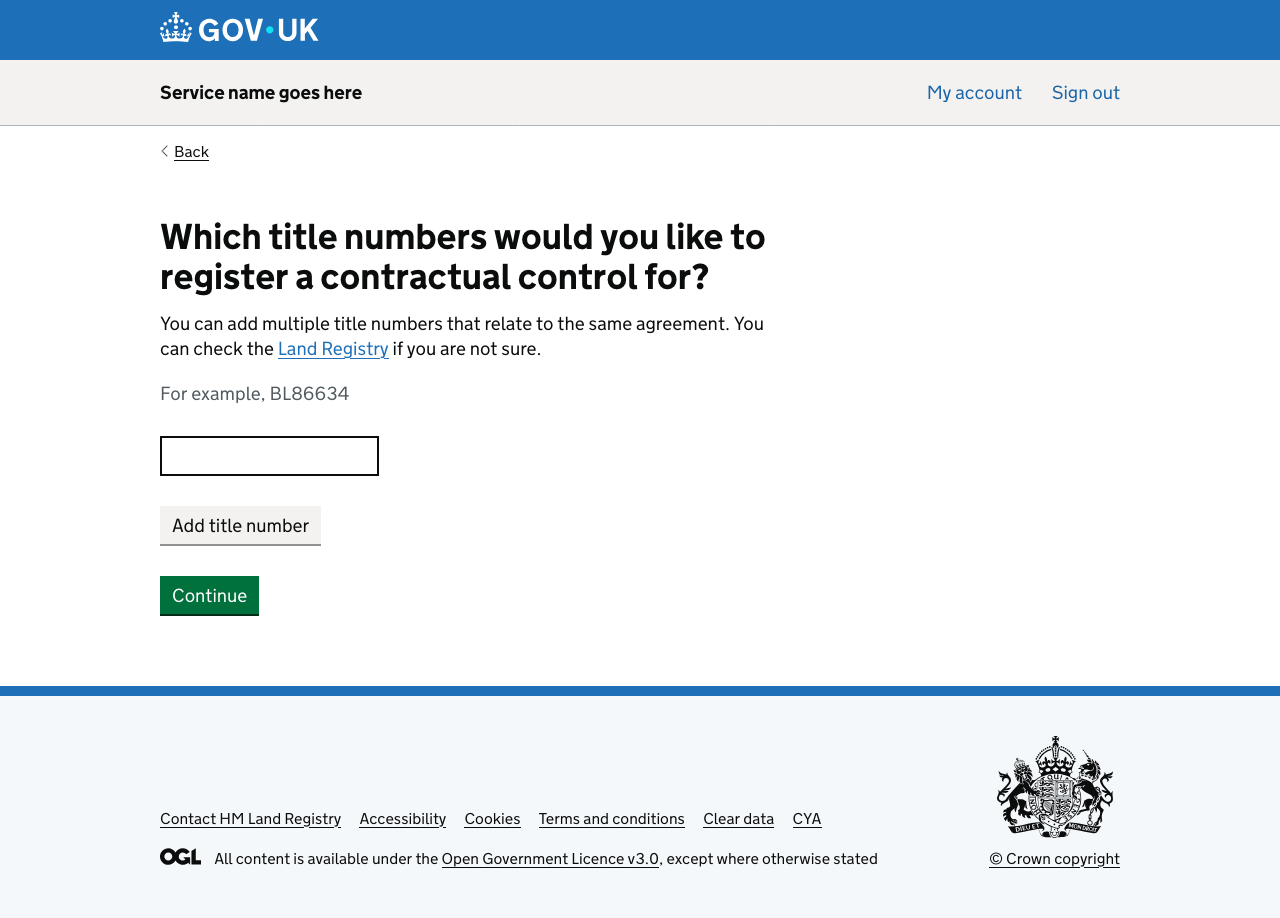 GOV·UK
Service name goes here
My account
Sign out
Back
Which title numbers would you like to
register a contractual control for?
You can add multiple title numbers that relate to the same agreement. You
can check the Land Registry if you are not sure.
For example, BL86634
Add title number
Continue
Contact HM Land Registry
Accessibility
Cookies
Terms and conditions
Clear data
CYA
OGL
All content is available under the Open Government Licence v3.0, except where otherwise stated
© Crown copyright